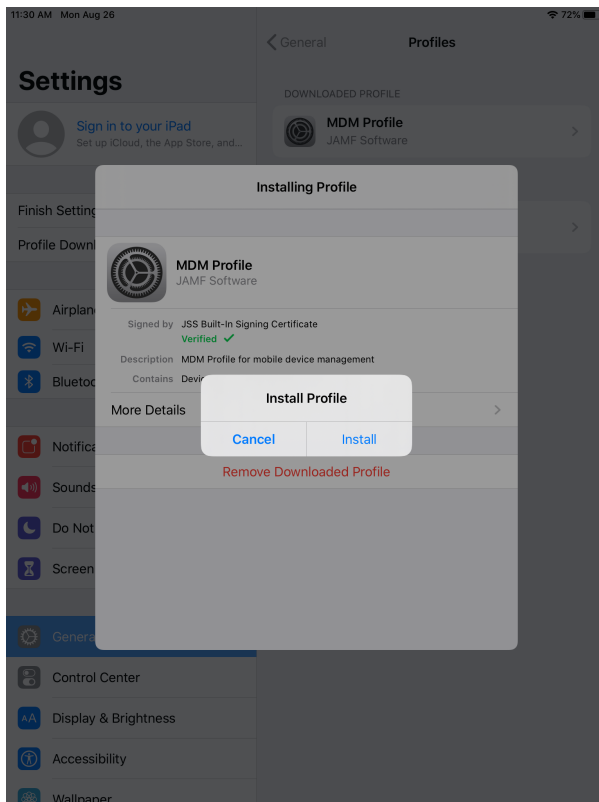 11:30 AM Mon Aug 26
72%
Settings
Sign in to your iPad
Set up iCloud, the App Store, and...
Finish Setting
Profile Downl
Airplan
Wi-Fi
Bluetoo
Notifica
Sounds
Do Not
Screen
Genera
Control Center
Display & Brightness
AA
Accessibility
Wallpaper
General
Profiles
DOWNLOADED PROFILE
MDM Profile
JAMF Software
Installing Profile
MDM Profile
JAMF Software
Signed by JSS Built-In Signing Certificate
Verified
Description MDM Profile for mobile device management
Contains Devic
More Details
Install Profile
Cancel
Install
Remove Downloaded Profile